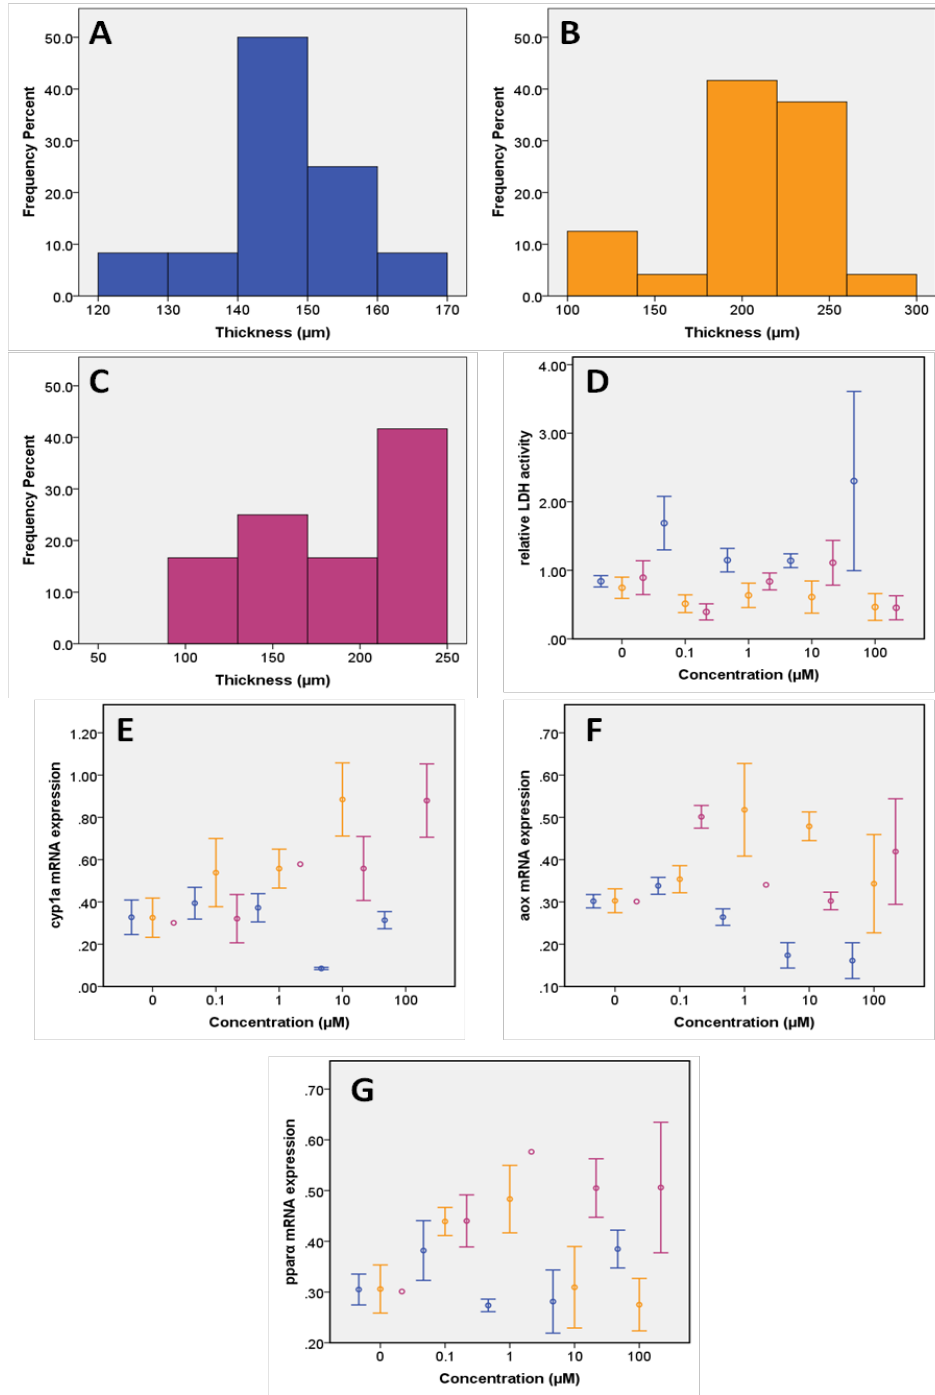 A
50.0
40.0
30.0
20.0
10.0
0.0
Frequency Percent
120 130 140 150 160 170
Thickness (µm)
B
50.0
40.0
30.0
20.0
10.0
0.0
Frequency Percent
100 150 200 250 300
Thickness (µm)
C
50.0
40.0
30.0
20.0
10.0
0.0
Frequency Percent
50 100 150 200 250
Thickness (µm)
D
4.00
3.00
2.00
1.00
.00
relative LDH activity
0 0.1 1 10 100
Concentration (µM)
E
1.20
1.00
.80
.60
.40
.20
.00
cyp1a mRNA expression
0 0.1 1 10 100
Concentration (µM)
F
.70
.60
.50
.40
.30
.20
.10
aox mRNA expression
0 0.1 1 10 100
Concentration (µM)
G
.70
.60
.50
.40
.30
.20
pparα mRNA expression
0 0.1 1 10 100
Concentration (µM)